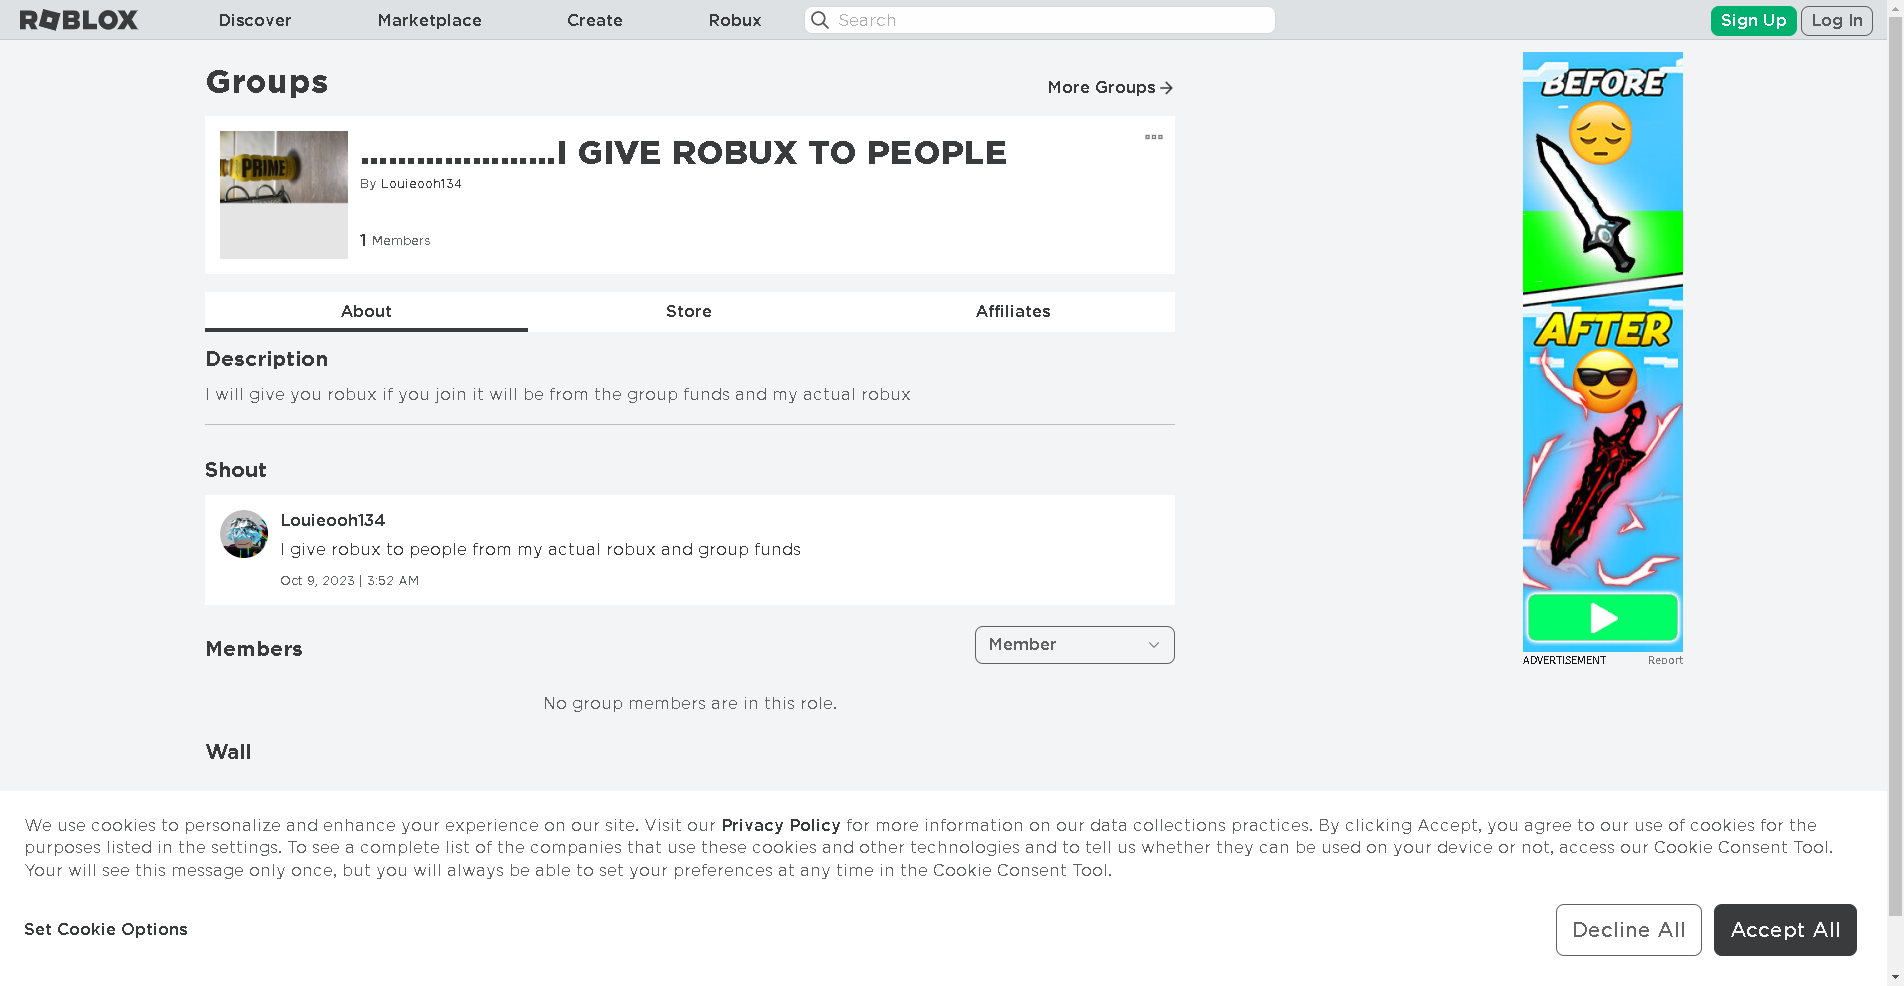 ROBLOX
Discover
Marketplace
Create
Robux
Search
Sign Up
Log In
Groups
More Groups
PRIME
.....................I GIVE ROBUX TO PEOPLE
By Louieooh134
1 Members
About
Store
Affiliates
Description
I will give you robux if you join it will be from the group funds and my actual robux
Shout
Louieooh134
I give robux to people from my actual robux and group funds
Oct 9, 2023 | 3:52 AM
Members
Member
No group members are in this role.
Wall
BEFORE
AFTER
ADVERTISEMENT
Report
We use cookies to personalize and enhance your experience on our site. Visit our Privacy Policy for more information on our data collections practices. By clicking Accept, you agree to our use of cookies for the
purposes listed in the settings. To see a complete list of the companies that use these cookies and other technologies and to tell us whether they can be used on your device or not, access our Cookie Consent Tool.
Your will see this message only once, but you will always be able to set your preferences at any time in the Cookie Consent Tool.
Set Cookie Options
Decline All
Accept All